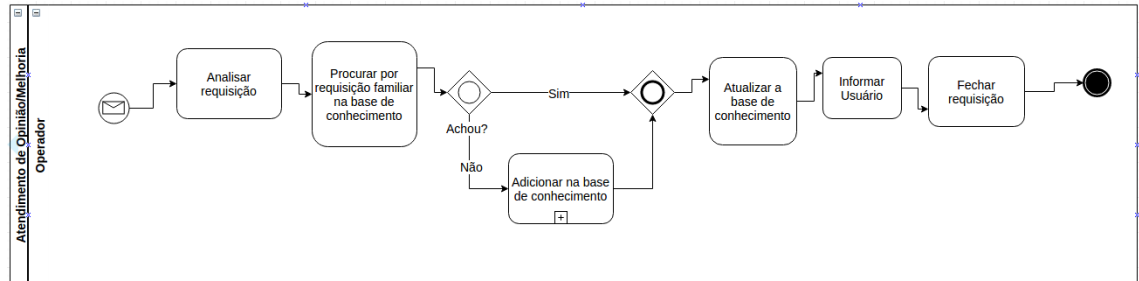 Atendimento de Opinião/Melhoria
Operador
Analisar
requisição
Procurar por
requisição familiar
na base de
conhecimento
Achou?
Sim
Não
Adicionar na base
de conhecimento
Atualizar a
base de
conhecimento
Informar
Usuário
Fechar
requisição